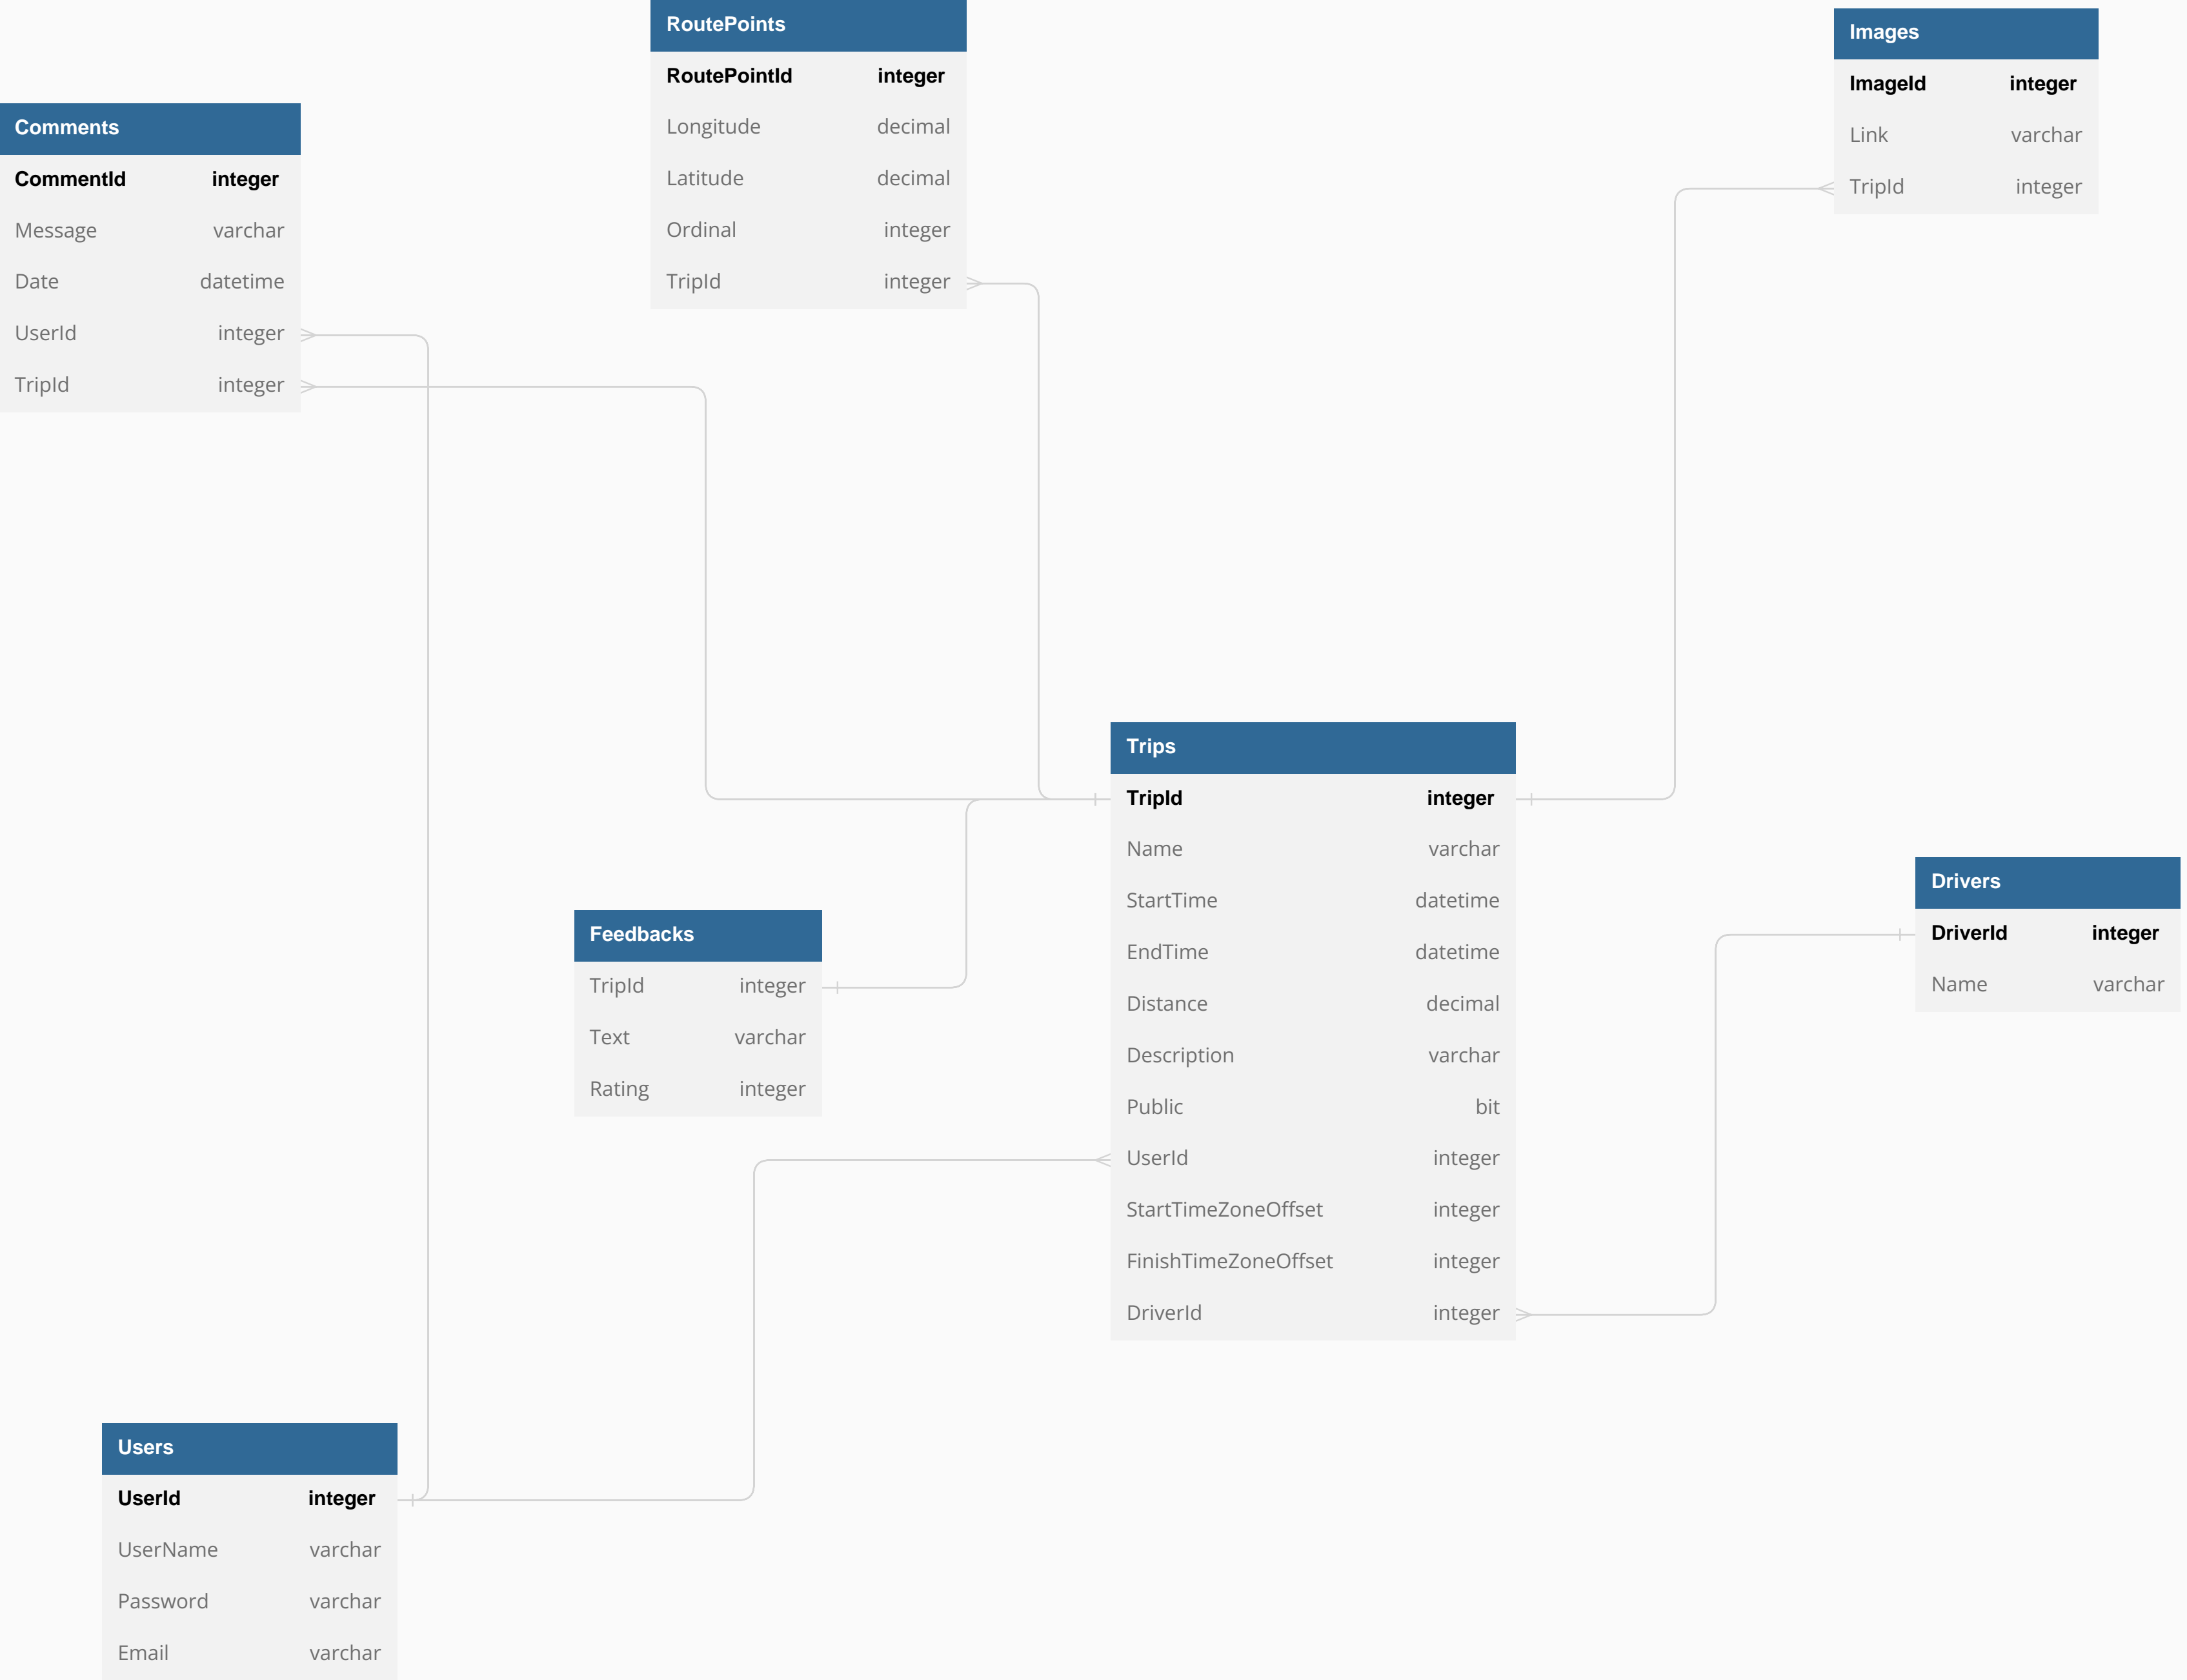 RoutePoints
RoutePointId integer
Longitude decimal
Latitude decimal
Ordinal integer
TripId integer
Images
ImageId integer
Link varchar
TripId integer
Comments
CommentId integer
Message varchar
Date datetime
UserId integer
TripId integer
Trips
TripId integer
Name varchar
StartTime datetime
EndTime datetime
Distance decimal
Description varchar
Public bit
UserId integer
StartTimeZoneOffset integer
FinishTimeZoneOffset integer
DriverId integer
Drivers
DriverId integer
Name varchar
Feedbacks
TripId integer
Text varchar
Rating integer
Users
UserId integer
UserName varchar
Password varchar
Email varchar